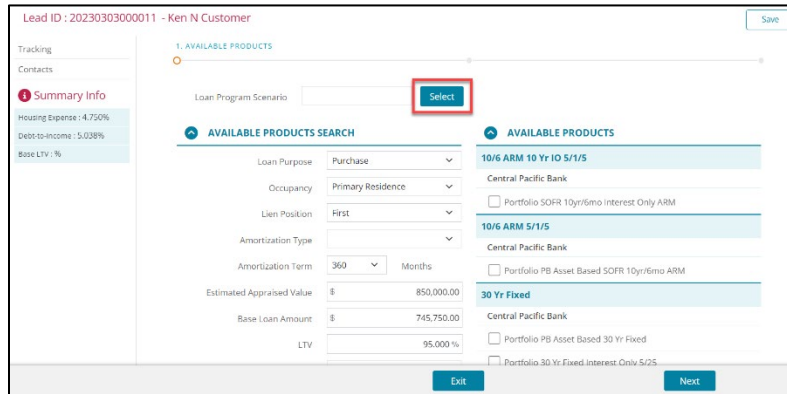 Lead ID : 20230303000011 - Ken N Customer
Save
Tracking
Contacts
Summary Info
Housing Expense : 4.750%
Debt-to-Income : 5.038%
Base LTV : %
1. AVAILABLE PRODUCTS
Loan Program Scenario
Select
AVAILABLE PRODUCTS SEARCH
Loan Purpose Purchase
Occupancy Primary Residence
Lien Position First
Amortization Type
Amortization Term 360 Months
Estimated Appraised Value $ 850,000.00
Base Loan Amount $ 745,750.00
LTV 95.000 %
AVAILABLE PRODUCTS
10/6 ARM 10 Yr IO 5/1/5
Central Pacific Bank
Portfolio SOFR 10yr/6mo Interest Only ARM
10/6 ARM 5/1/5
Central Pacific Bank
Portfolio PB Asset Based SOFR 10yr/6mo ARM
30 Yr Fixed
Central Pacific Bank
Portfolio PB Asset Based 30 Yr Fixed
Portfolio 30 Yr Fixed Interest Only 5/25
Exit
Next